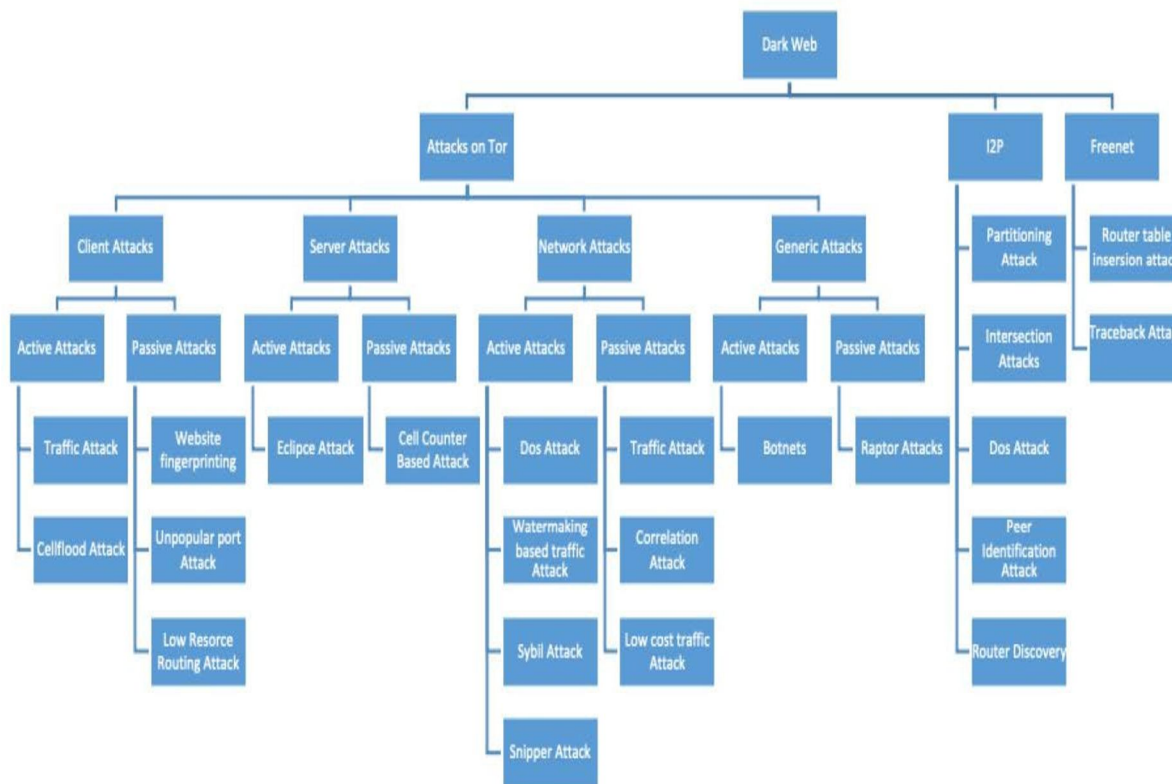 Dark Web
Attacks on Tor
I2P
Freenet
Client Attacks
Server Attacks
Network Attacks
Generic Attacks
Partitioning
Attack
Router table
insersion attac
Active Attacks
Passive Attacks
Active Attacks
Passive Attacks
Active Attacks
Passive Attacks
Active Attacks
Passive Attacks
Intersection
Attacks
Traceback Attac
Traffic Attack
Website
fingerprinting
Eclipce Attack
Cell Counter
Based Attack
Dos Attack
Traffic Attack
Botnets
Raptor Attacks
Dos Attack
Cellflood Attack
Unpopular port
Attack
Watermaking
based traffic
Attack
Correlation
Attack
Peer
Identification
Attack
Low Resorce
Routing Attack
Sybil Attack
Low cost traffic
Attack
Router Discovery
Snipper Attack